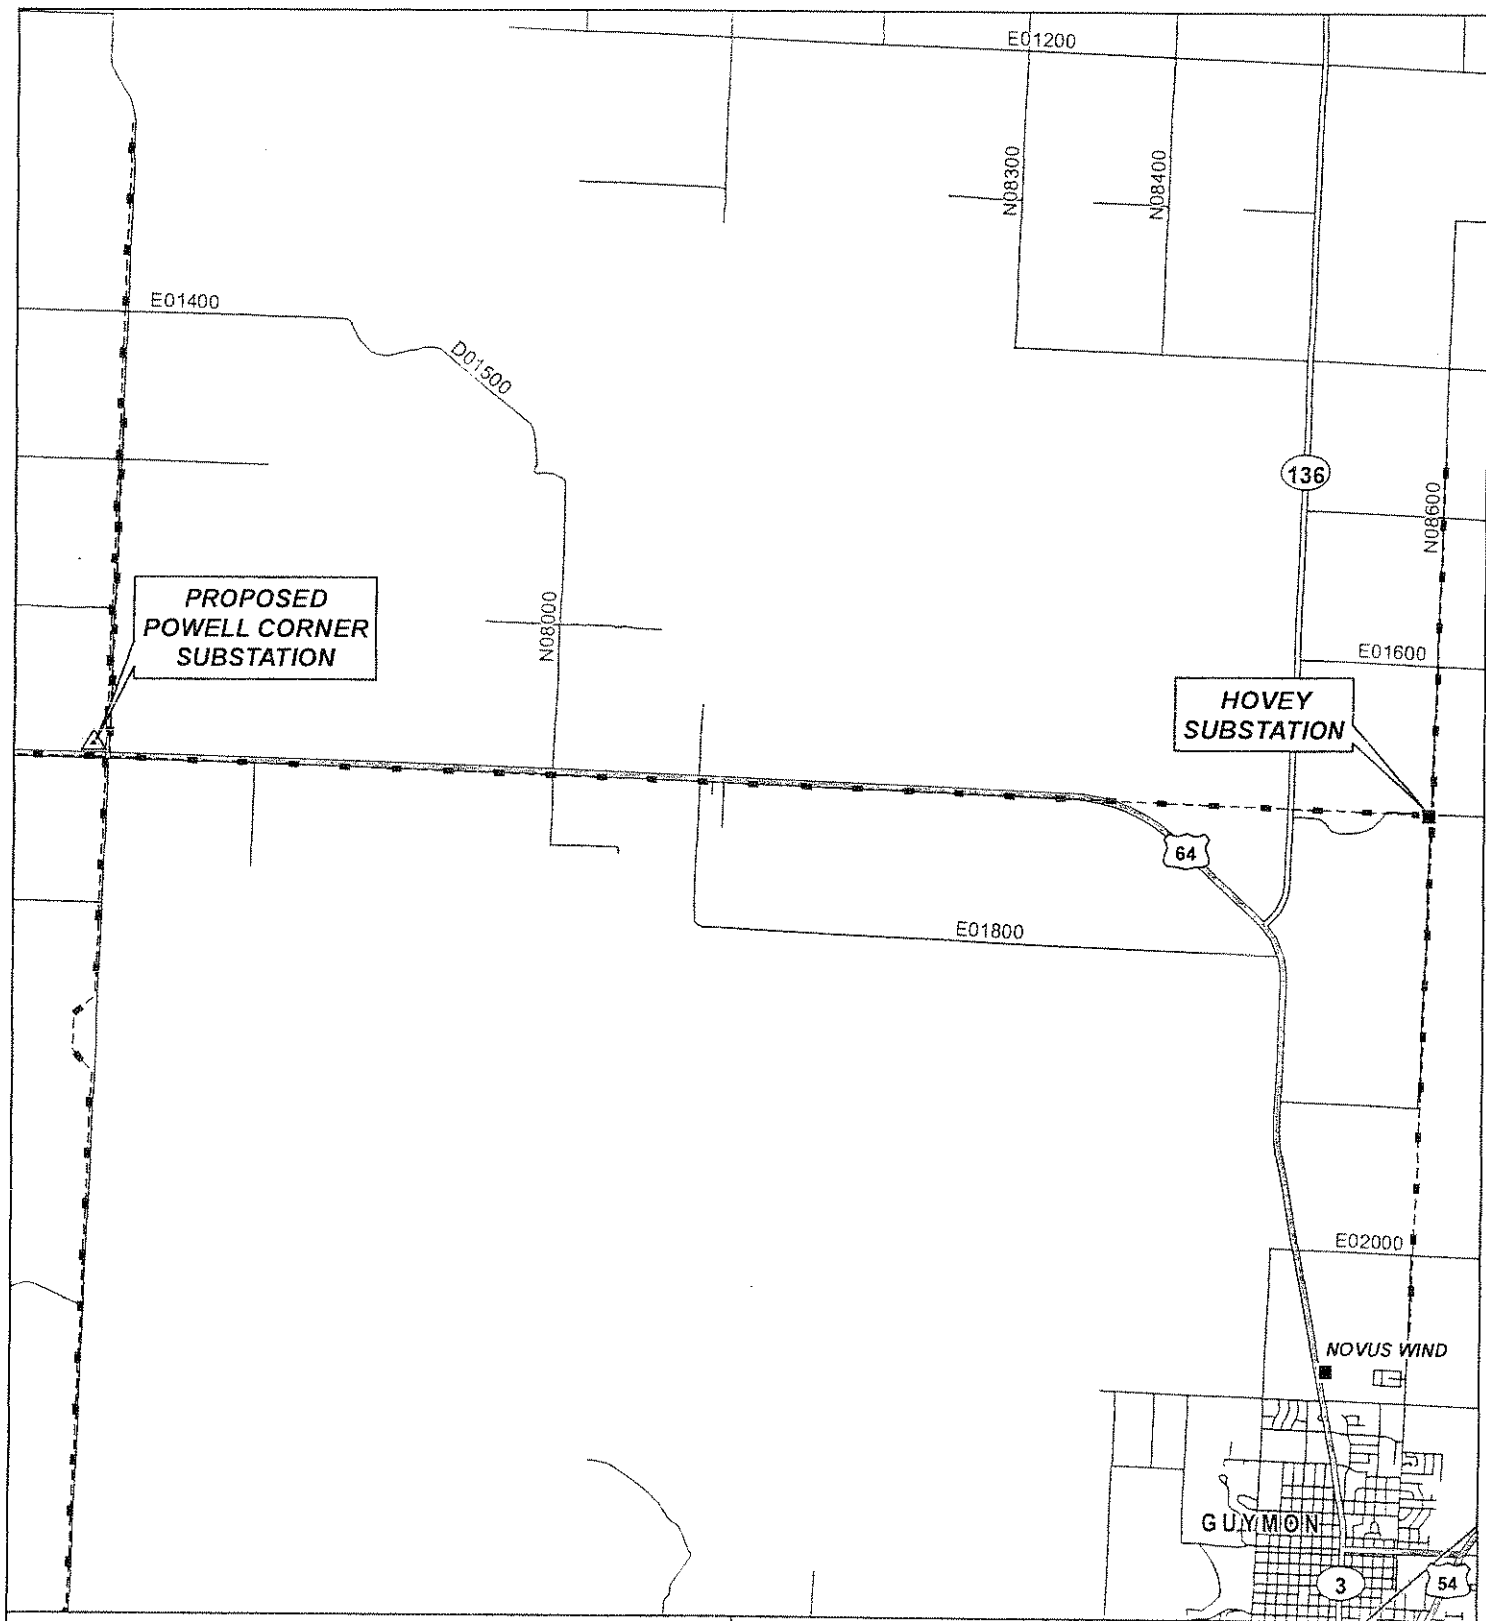 E01200
N08300
N08400
E01400
D01500
136
N08600
PROPOSED
POWELL CORNER
SUBSTATION
N08000
E01600
HOVEY
SUBSTATION
64
E01800
E02000
NOVUS WIND
GUYMON
3
54